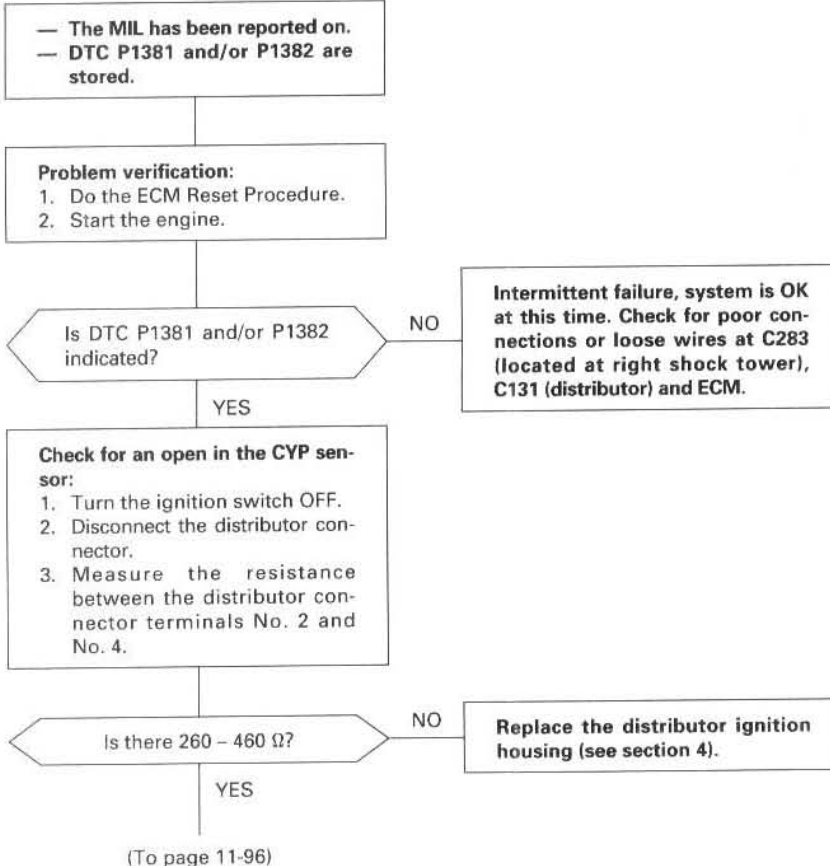 — The MIL has been reported on.
— DTC P1381 and/or P1382 are
stored.
Problem verification:
1. Do the ECM Reset Procedure.
2. Start the engine.
Is DTC P1381 and/or P1382
indicated?
NO
Intermittent failure, system is OK
at this time. Check for poor con-
nections or loose wires at C283
(located at right shock tower),
C131 (distributor) and ECM.
YES
Check for an open in the CYP sen-
sor:
1. Turn the ignition switch OFF.
2. Disconnect the distributor con-
nector.
3. Measure the resistance
between the distributor con-
nector terminals No. 2 and
No. 4.
Is there 260 – 460 Ω?
NO
Replace the distributor ignition
housing (see section 4).
YES
(To page 11-96)